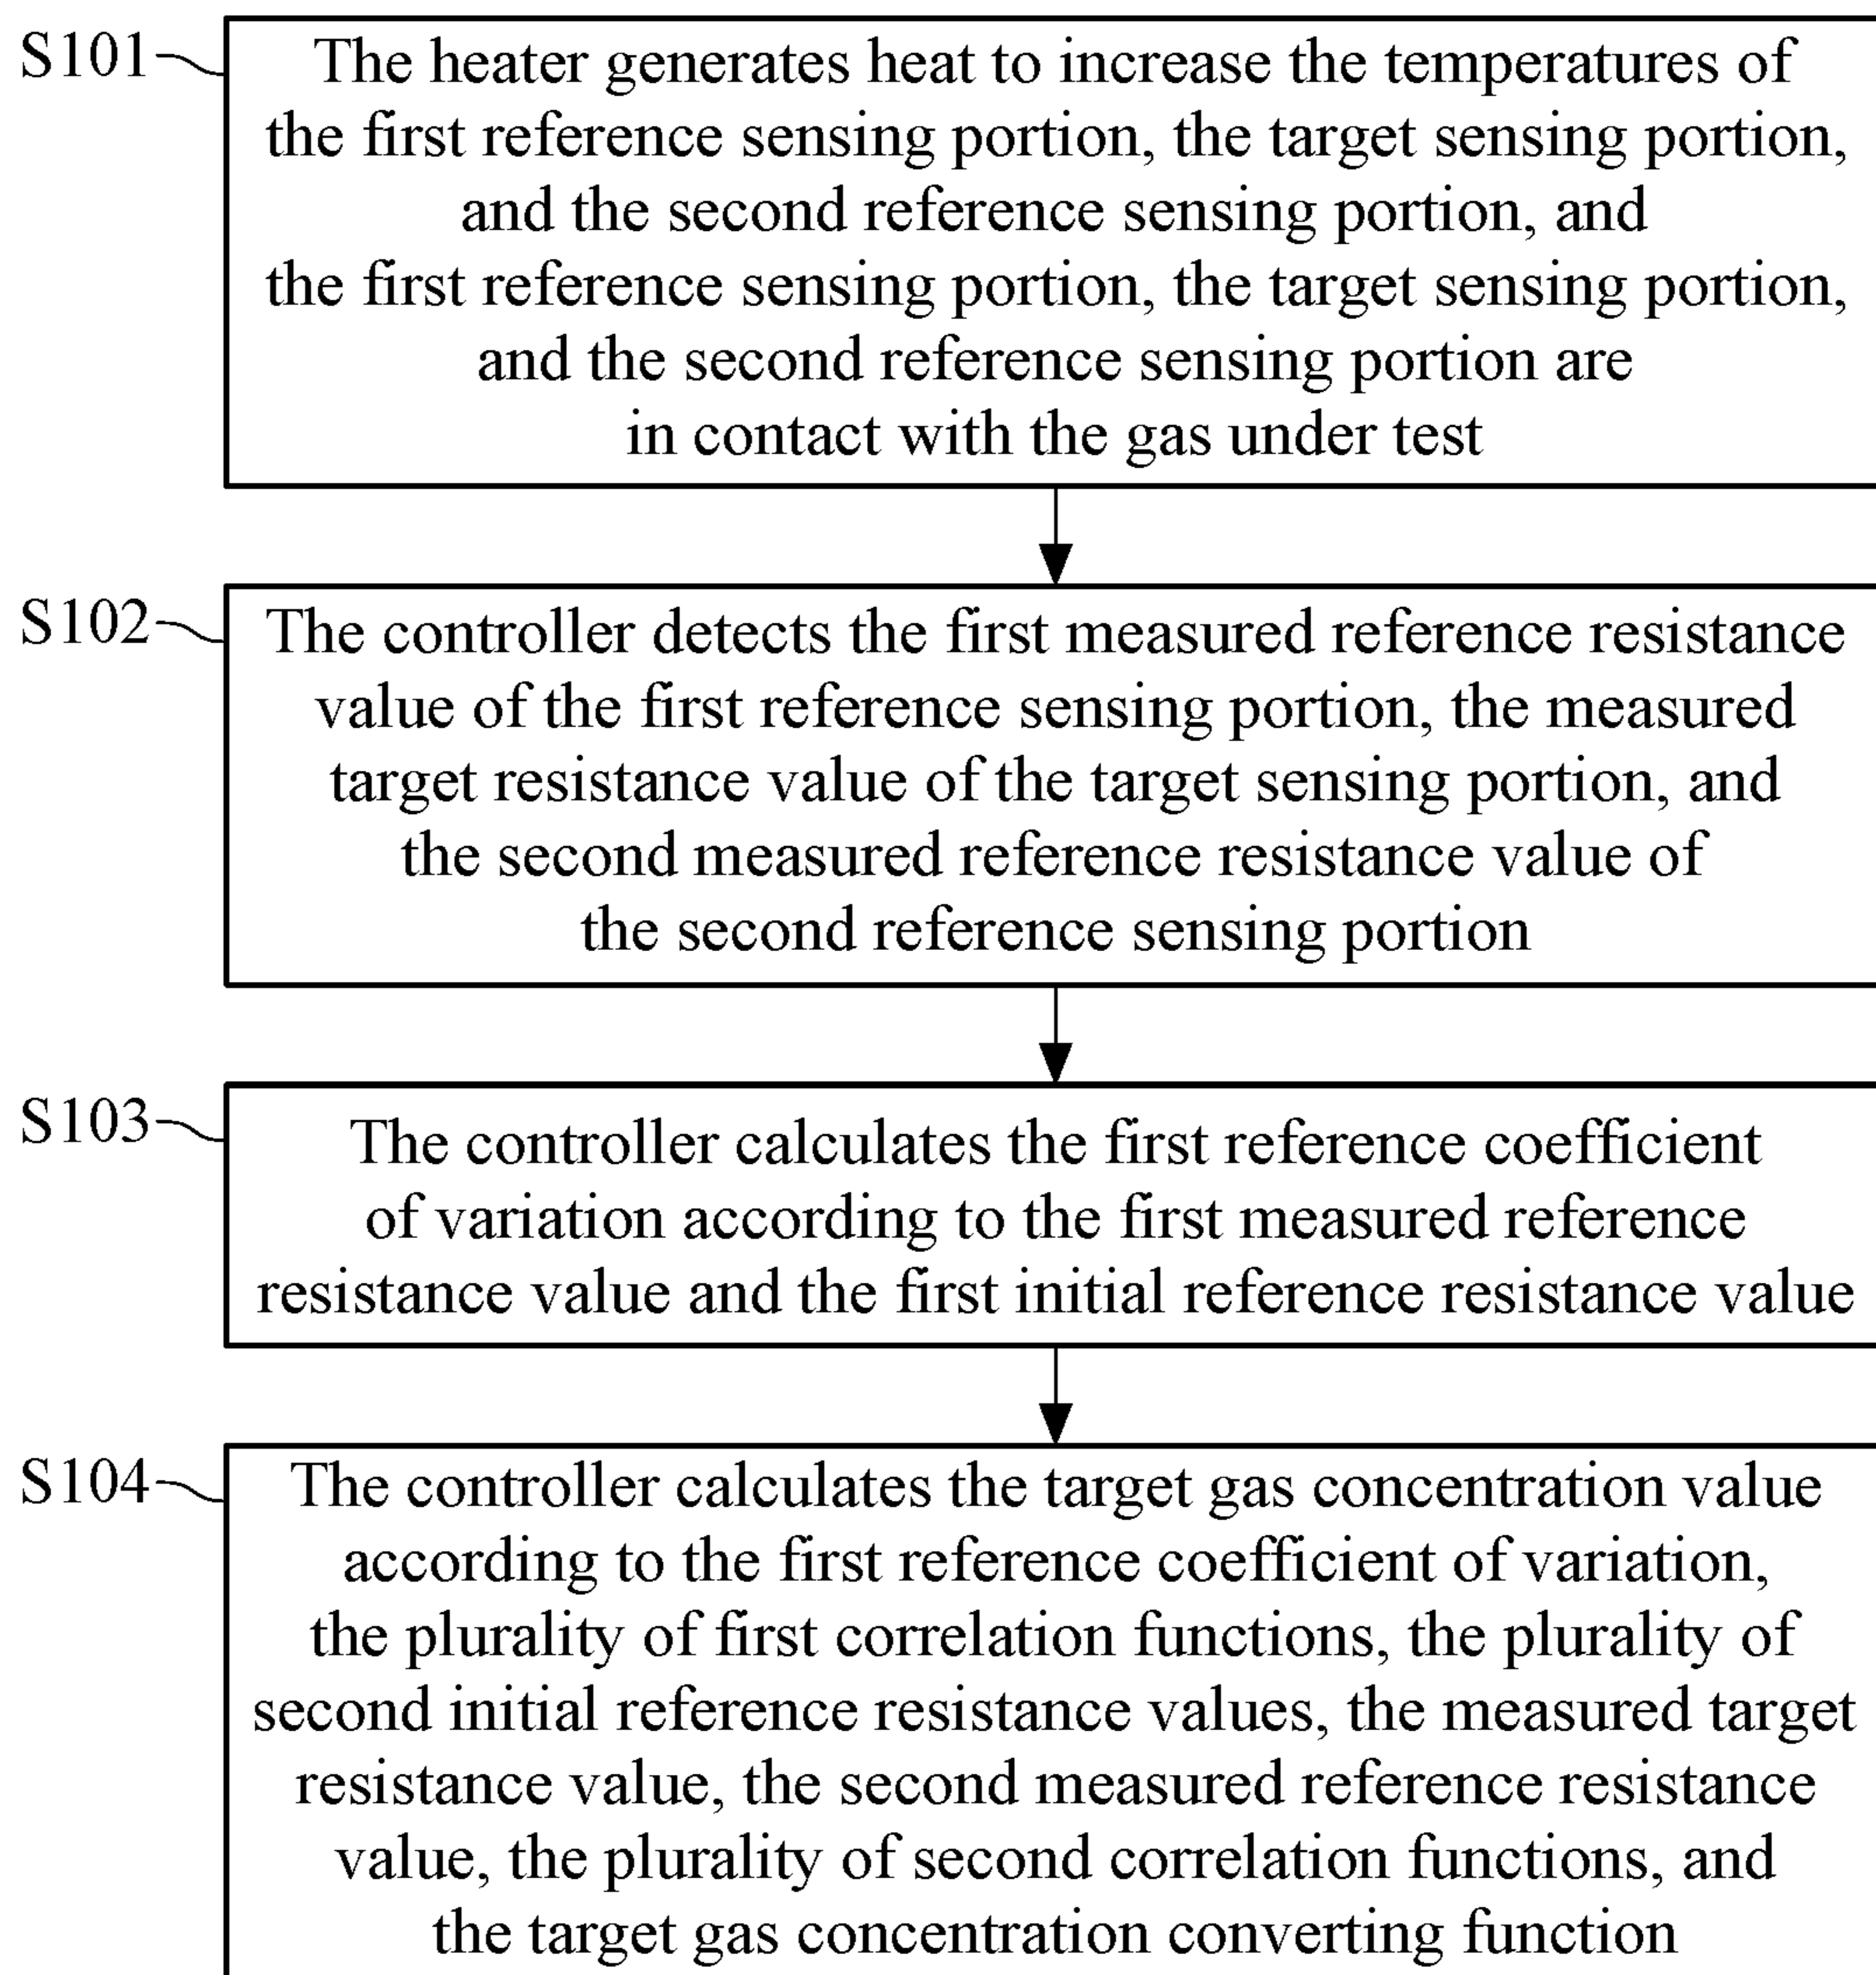 S101
The heater generates heat to increase the temperatures of
the first reference sensing portion, the target sensing portion,
and the second reference sensing portion, and
the first reference sensing portion, the target sensing portion,
and the second reference sensing portion are
in contact with the gas under test
S102
The controller detects the first measured reference resistance
value of the first reference sensing portion, the measured
target resistance value of the target sensing portion, and
the second measured reference resistance value of
the second reference sensing portion
S103
The controller calculates the first reference coefficient
of variation according to the first measured reference
resistance value and the first initial reference resistance value
S104
The controller calculates the target gas concentration value
according to the first reference coefficient of variation,
the plurality of first correlation functions, the plurality of
second initial reference resistance values, the measured target
resistance value, the second measured reference resistance
value, the plurality of second correlation functions, and
the target gas concentration converting function